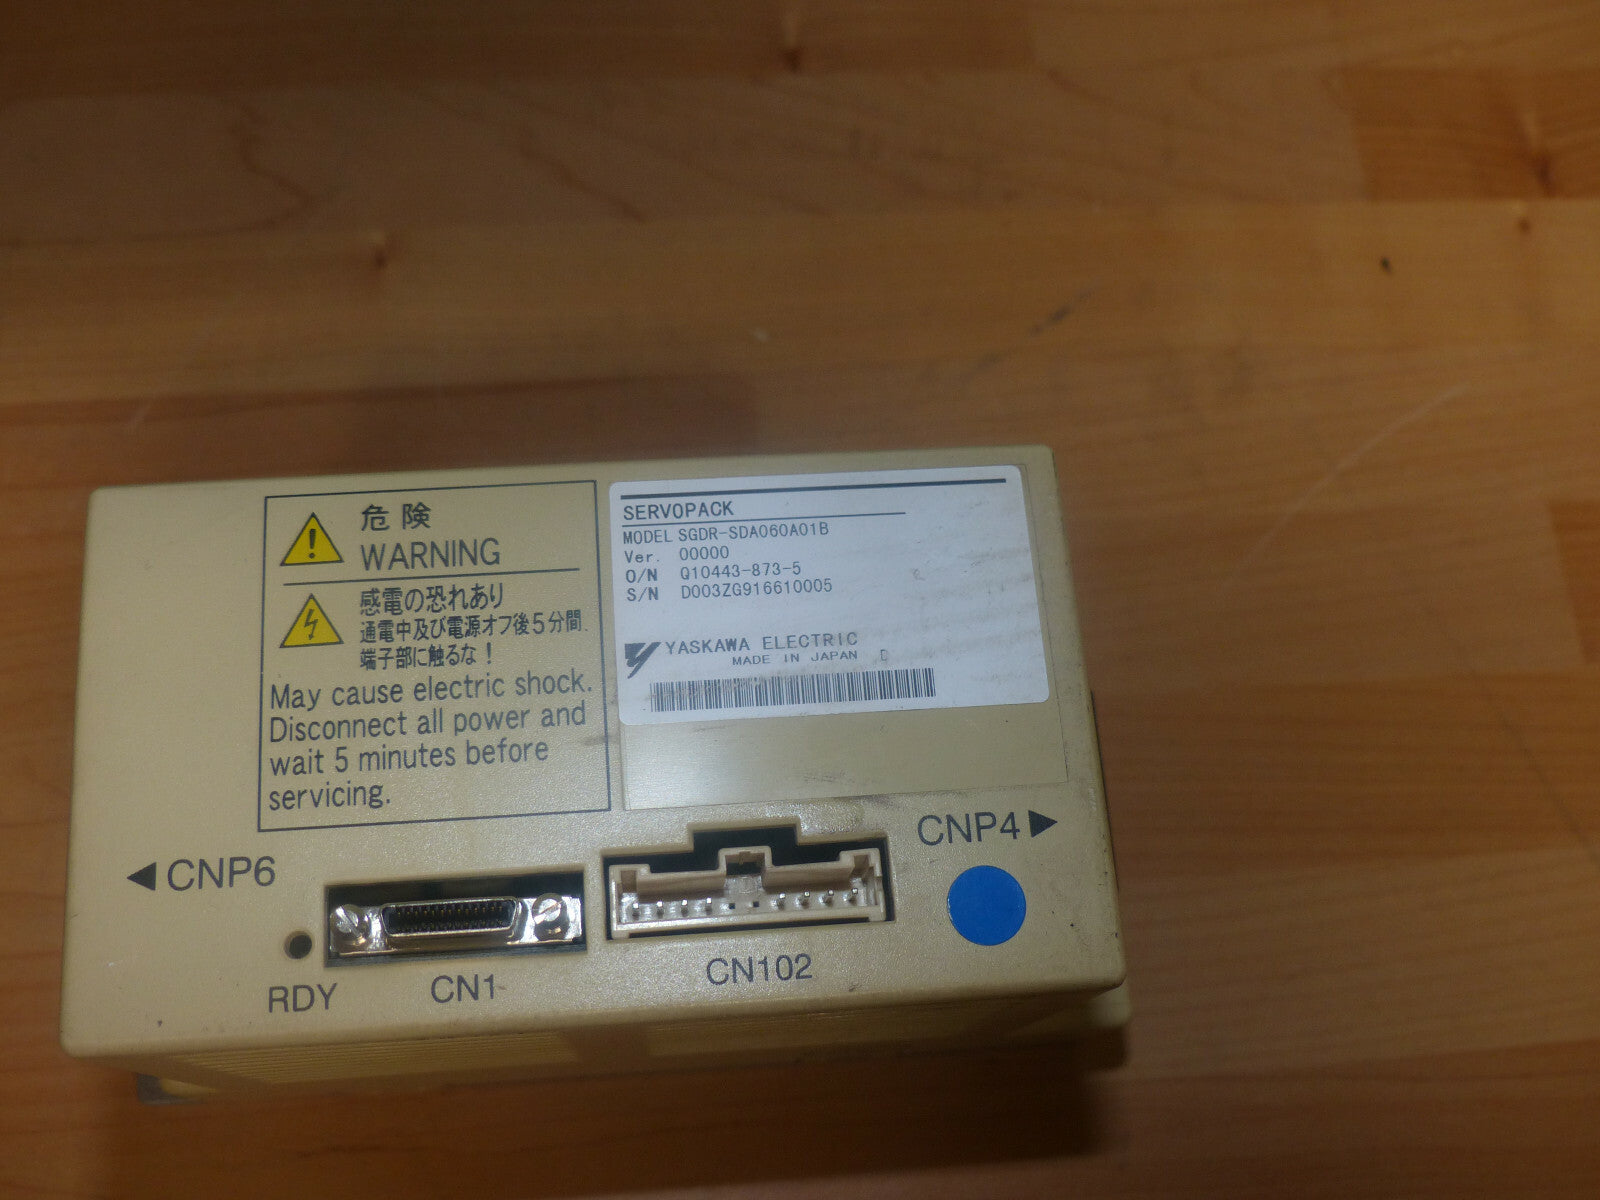 危険
WARNING
感電の恐れあり
通電中及び電源オフ後5分間、
端子部に触るな！
May cause electric shock.
Disconnect all power and
wait 5 minutes before
servicing.
SERVOPACK
MODEL SGDR-SDA060A01B
Ver. 00000
O/N Q10443-873-5
S/N D003ZG916610005
YASKAWA ELECTRIC
MADE IN JAPAN D
◀CNP6
CNP4▶
RDY
CN1
CN102